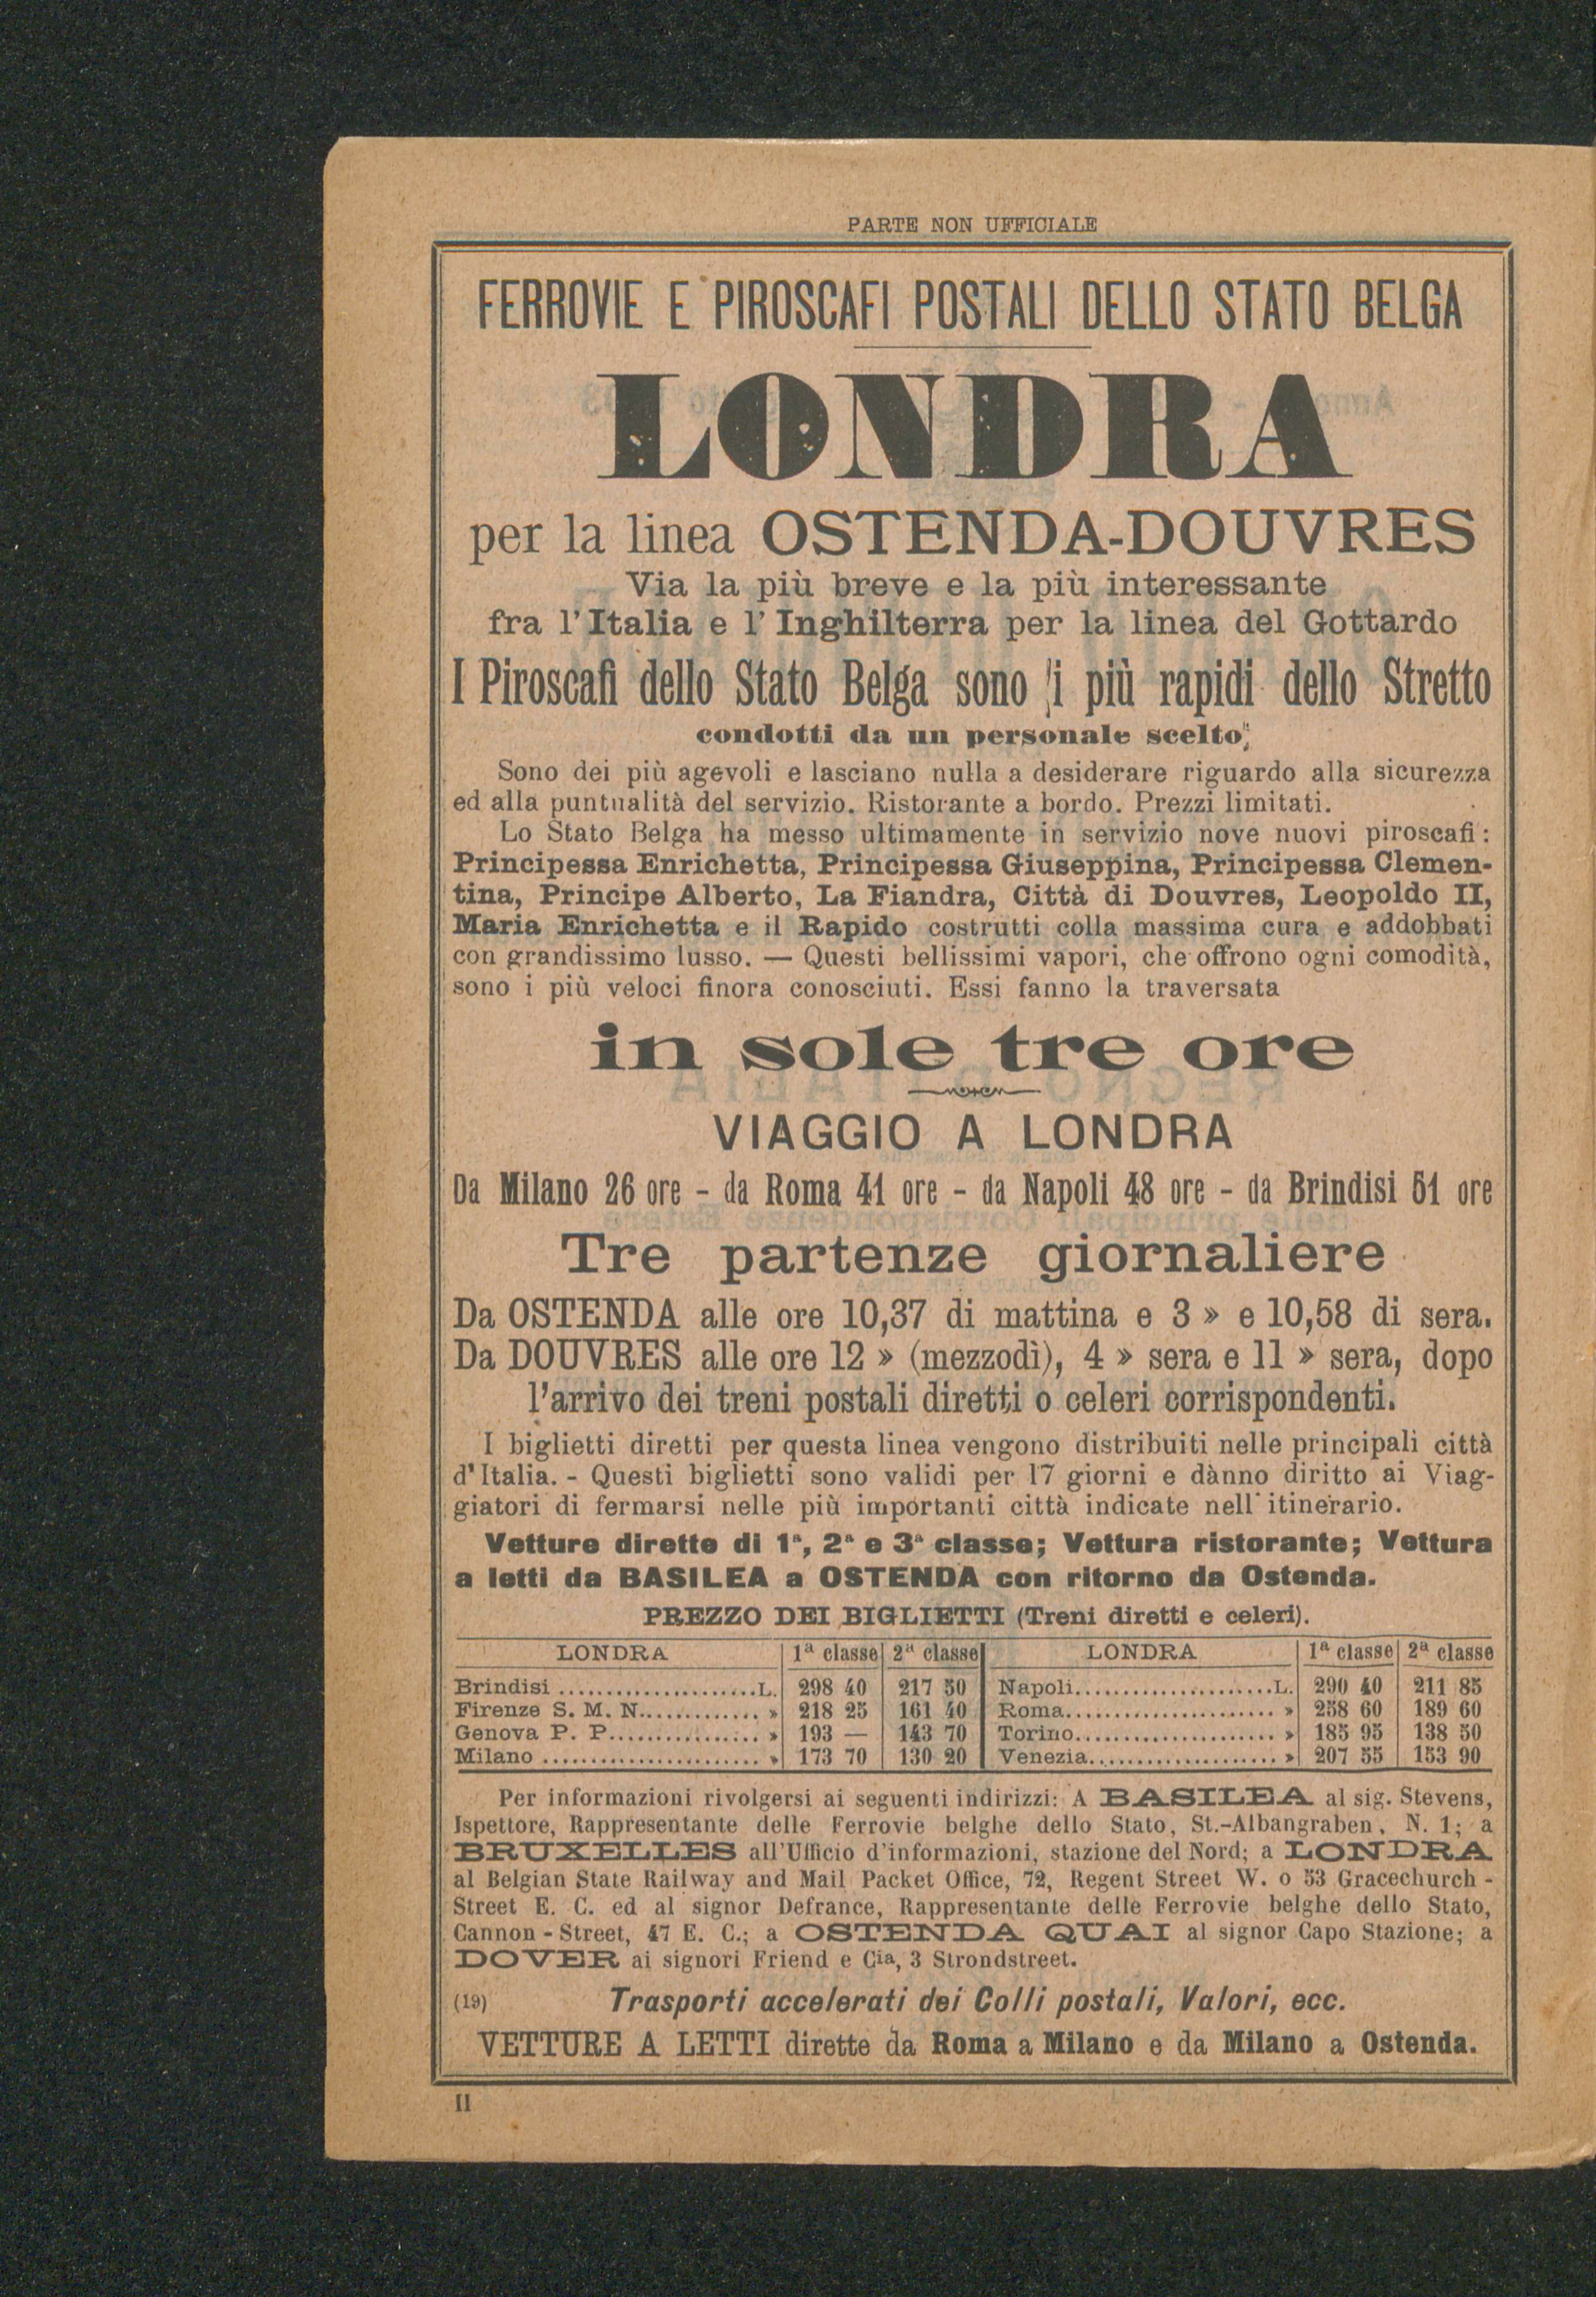 PARTE NON UFFICIALE
FERROVIE E PIROSCAFI POSTALI DELLO STATO BELGA
LONDRA
per la linea OSTENDA-DOUVRES
Via la più breve e la più interessante
fra l'Italia e l'Inghilterra per la linea del Gottardo
I Piroscafi dello Stato Belga sono i più rapidi dello Stretto
condotti da un personale scelto
Sono dei più agevoli e lasciano nulla a desiderare riguardo alla sicurezza
ed alla puntualità del servizio. Ristorante a bordo. Prezzi limitati.
Lo Stato Belga ha messo ultimamente in servizio nove nuovi piroscafi:
Principessa Enrichetta, Principessa Giuseppina, Principessa Clemen-
tina, Principe Alberto, La Fiandra, Città di Douvres, Leopoldo II,
Maria Enrichetta e il Rapido costrutti colla massima cura e addobbati
con grandissimo lusso. — Questi bellissimi vapori, che offrono ogni comodità,
sono i più veloci finora conosciuti. Essi fanno la traversata
in sole tre ore
VIAGGIO A LONDRA
Da Milano 26 ore - da Roma 41 ore - da Napoli 48 ore - da Brindisi 51 ore
Tre partenze giornaliere
Da OSTENDA alle ore 10,37 di mattina e 3 » e 10,58 di sera.
Da DOUVRES alle ore 12 » (mezzodì), 4 » sera e 11 » sera, dopo
l'arrivo dei treni postali diretti o celeri corrispondenti.
I biglietti diretti per questa linea vengono distribuiti nelle principali città
d'Italia. - Questi biglietti sono validi per 17 giorni e dànno diritto ai Viag-
giatori di fermarsi nelle più importanti città indicate nell'itinerario.
Vetture dirette di 1ª, 2ª e 3ª classe; Vettura ristorante; Vettura
a letti da BASILEA a OSTENDA con ritorno da Ostenda.
PREZZO DEI BIGLIETTI (Treni diretti e celeri).
LONDRA 1ª classe 2ª classe LONDRA 1ª classe 2ª classe
Brindisi .....................L. 298 40 217 50 Napoli.....................L. 290 40 211 85
Firenze S. M. N............. » 218 25 161 40 Roma...................... » 258 60 189 60
Genova P. P................ » 193 — 143 70 Torino..................... » 185 95 138 50
Milano ....................... » 173 70 130 20 Venezia.................... » 207 55 153 90
Per informazioni rivolgersi ai seguenti indirizzi: A BASILEA al sig. Stevens,
Ispettore, Rappresentante delle Ferrovie belghe dello Stato, St.-Albangraben, N. 1; a
BRUXELLES all'Ufficio d'informazioni, stazione del Nord; a LONDRA
al Belgian State Railway and Mail Packet Office, 72, Regent Street W. o 53 Gracechurch -
Street E. C. ed al signor Defrance, Rappresentante delle Ferrovie belghe dello Stato,
Cannon - Street, 47 E. C.; a OSTENDA QUAI al signor Capo Stazione; a
DOVER ai signori Friend e Cia, 3 Strondstreet.
(19) Trasporti accelerati dei Colli postali, Valori, ecc.
VETTURE A LETTI dirette da Roma a Milano e da Milano a Ostenda.
II